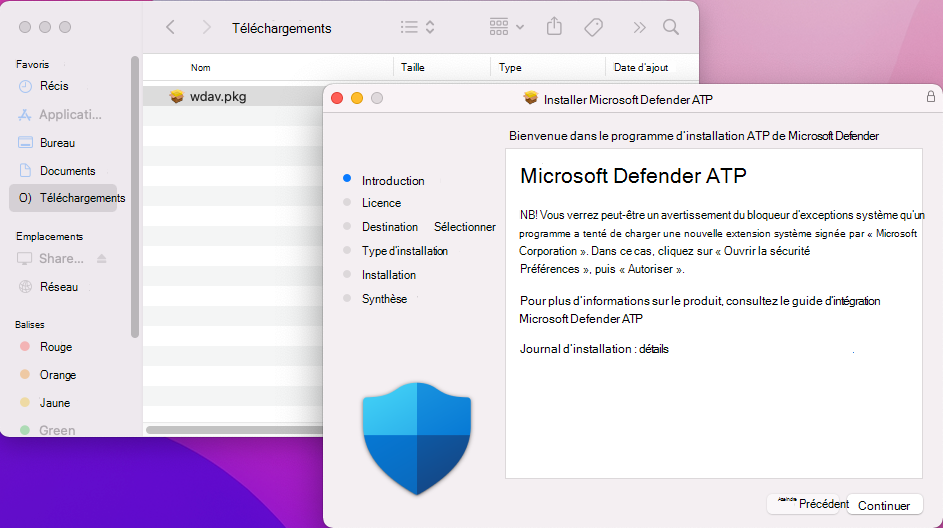 Téléchargements
Favoris
Récis
Applicati...
Bureau
Documents
O) Téléchargements
Emplacements
Share...
Réseau
Balises
Rouge
Orange
Jaune
Green
Nom Taille Type Date d'ajout
wdav.pkg
Installer Microsoft Defender ATP
Bienvenue dans le programme d'installation ATP de Microsoft Defender
Introduction
Licence
Destination Sélectionner
Type d'installation
Installation
Synthèse
Microsoft Defender ATP
NB! Vous verrez peut-être un avertissement du bloqueur d'exceptions système qu'un
programme a tenté de charger une nouvelle extension système signée par « Microsoft
Corporation ». Dans ce cas, cliquez sur « Ouvrir la sécurité
Préférences », puis « Autoriser ».
Pour plus d'informations sur le produit, consultez le guide d'intégration
Microsoft Defender ATP
Journal d'installation : détails
Précédent
Continuer